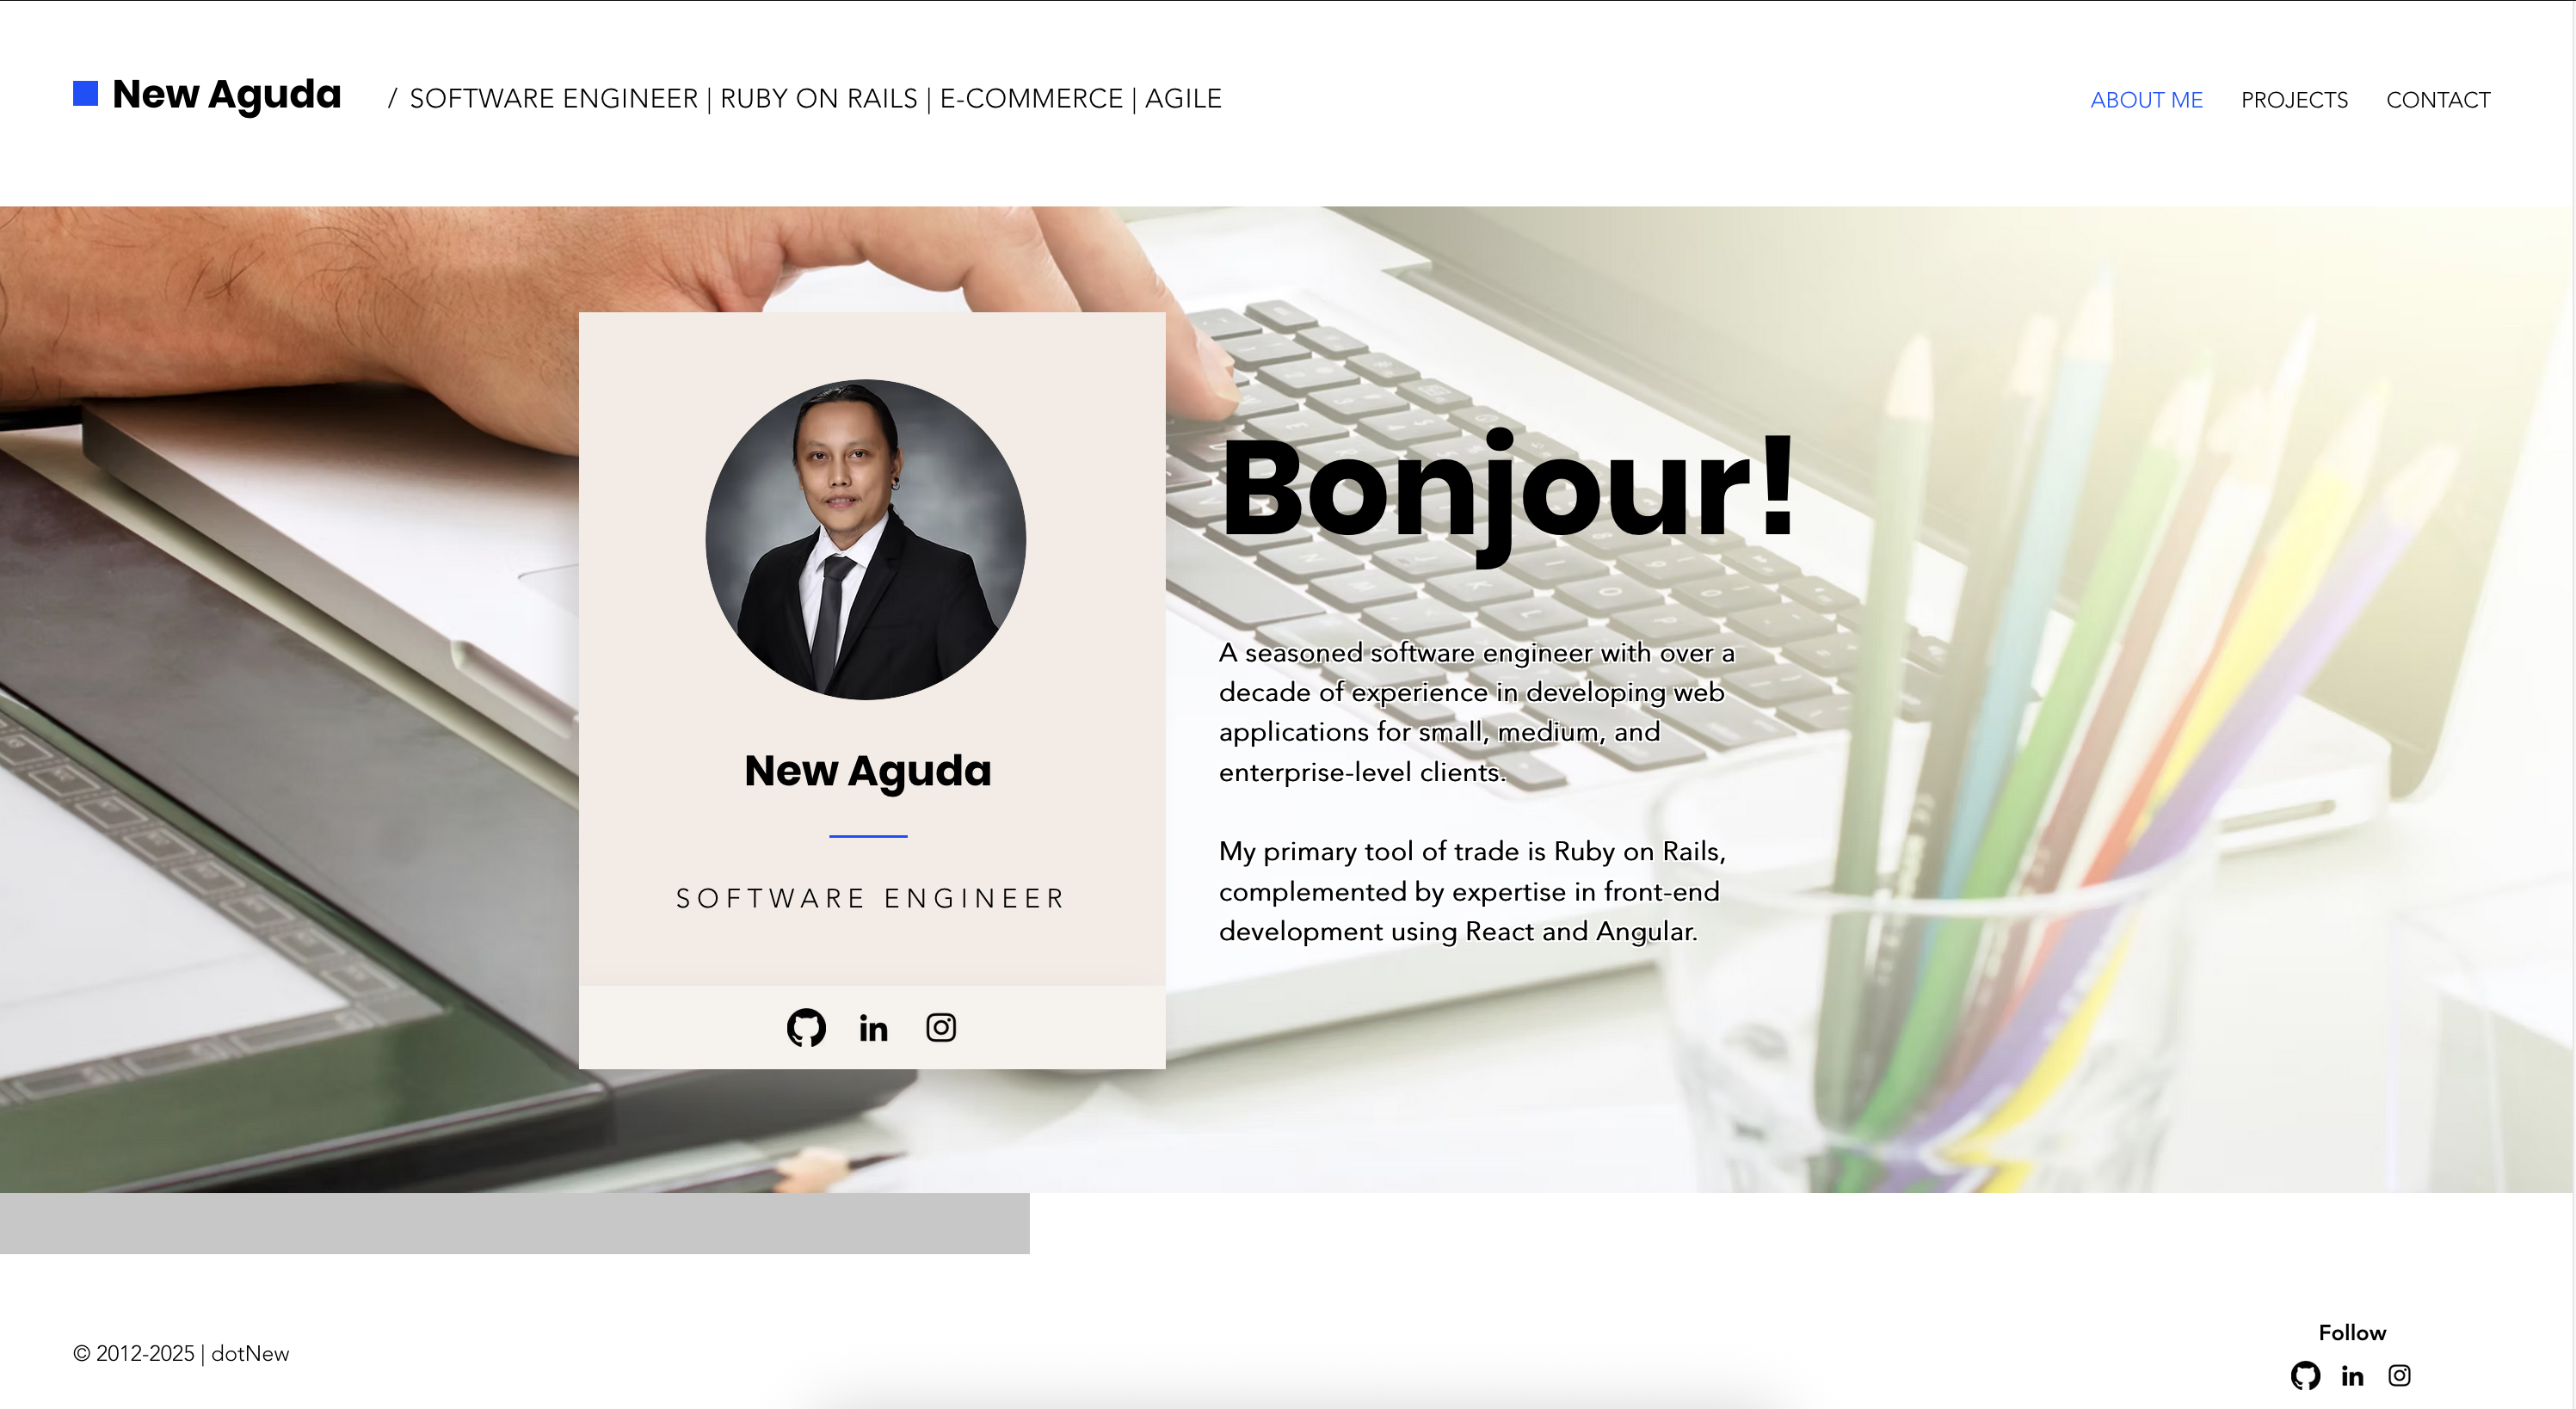 New Aguda / SOFTWARE ENGINEER | RUBY ON RAILS | E-COMMERCE | AGILE
ABOUT ME PROJECTS CONTACT
New Aguda
SOFTWARE ENGINEER
in
Bonjour!
A seasoned software engineer with over a
decade of experience in developing web
applications for small, medium, and
enterprise-level clients.
My primary tool of trade is Ruby on Rails,
complemented by expertise in front-end
development using React and Angular.
© 2012-2025 | dotNew
Follow
in